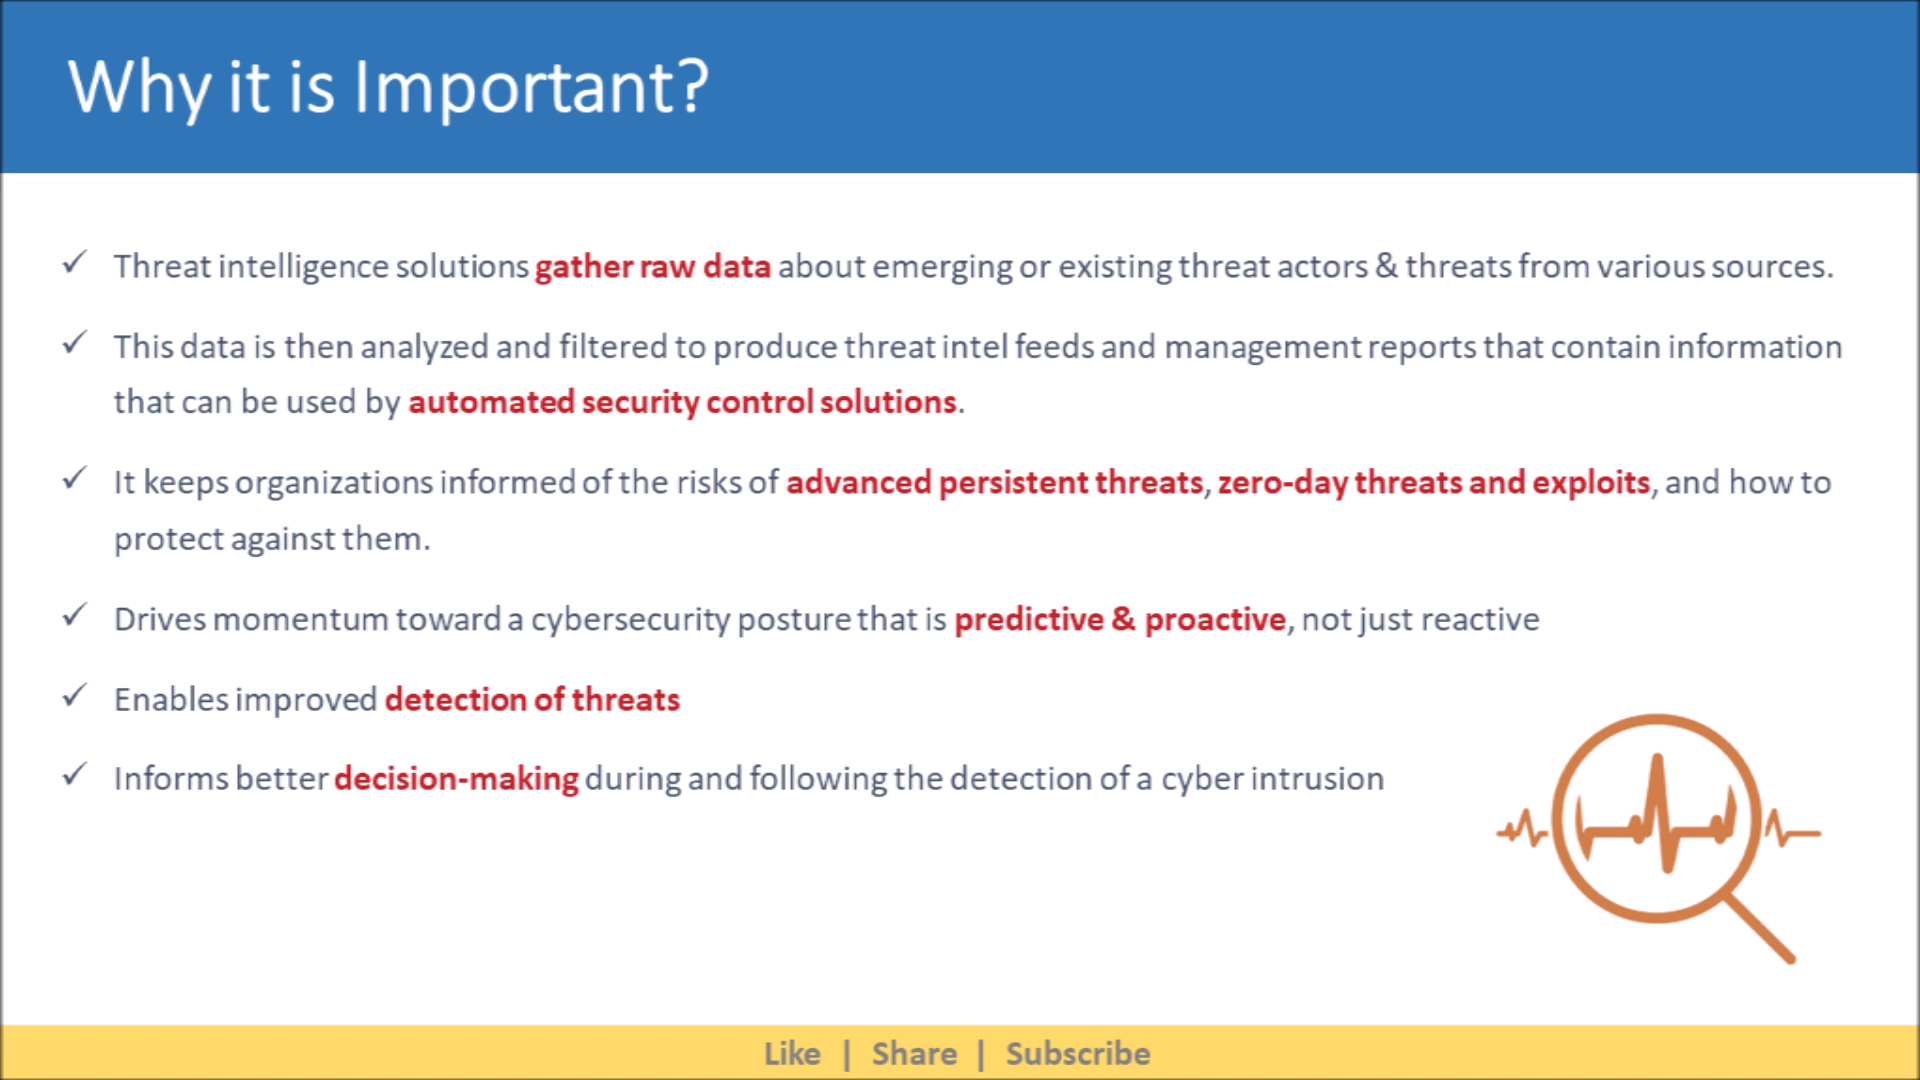 Why it is Important?
✓ Threat intelligence solutions gather raw data about emerging or existing threat actors & threats from various sources.
✓ This data is then analyzed and filtered to produce threat intel feeds and management reports that contain information
that can be used by automated security control solutions.
✓ It keeps organizations informed of the risks of advanced persistent threats, zero-day threats and exploits, and how to
protect against them.
✓ Drives momentum toward a cybersecurity posture that is predictive & proactive, not just reactive
✓ Enables improved detection of threats
✓ Informs better decision-making during and following the detection of a cyber intrusion
Like | Share | Subscribe